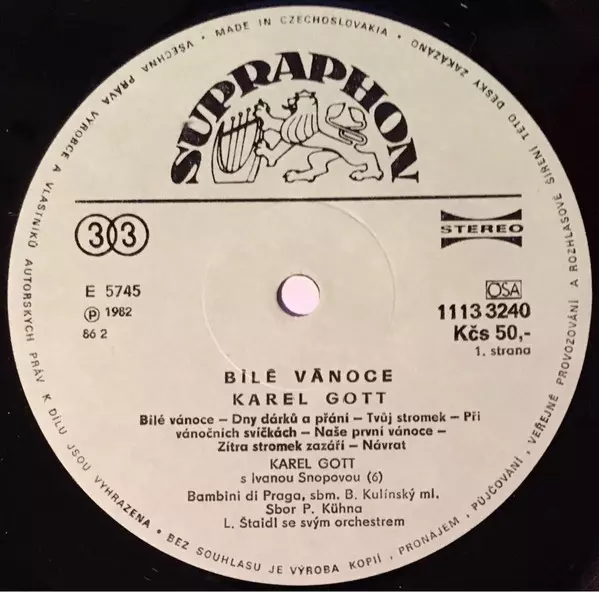 VŠECHNA PRÁVA VÝROBCE A VLASTNÍKŮ AUTORSKÝCH PRÁV K DÍLU JSOU VYHRAZENA • BEZ SOUHLASU JE VÝROBA KOPIÍ, PRONÁJEM, PŮJČOVÁNÍ, VEŘEJNÉ PROVOZOVÁNÍ A ROZHLASOVÉ ŠÍŘENÍ TÉTO DESKY ZAKÁZÁNO • MADE IN CZECHOSLOVAKIA •
SUPRAPHON
33
STEREO
E 5745
Ⓟ 1982
86 2
OSA
1113 3240
Kčs 50,-
1. strana
BÍLÉ VÁNOCE
KAREL GOTT
Bílé vánoce – Dny dárků a přání – Tvůj stromek – Při
vánočních svíčkách – Naše první vánoce –
Zítra stromek zazáří – Návrat
KAREL GOTT
s Ivanou Snopovou (6)
Bambini di Praga, sbm. B. Kulínský ml.
Sbor P. Kühna
L. Štaidl se svým orchestrem